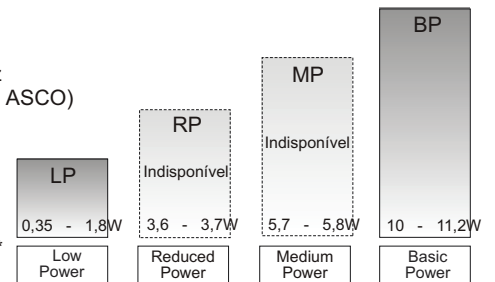 BP
MP
ASCO)
RP
Indisponível
LP
Indisponível
0,35 - 1,8W
3,6 - 3,7W
5,7 - 5,8W
10 - 11,2W
Low
Power
Reduced
Power
Medium
Power
Basic
Power